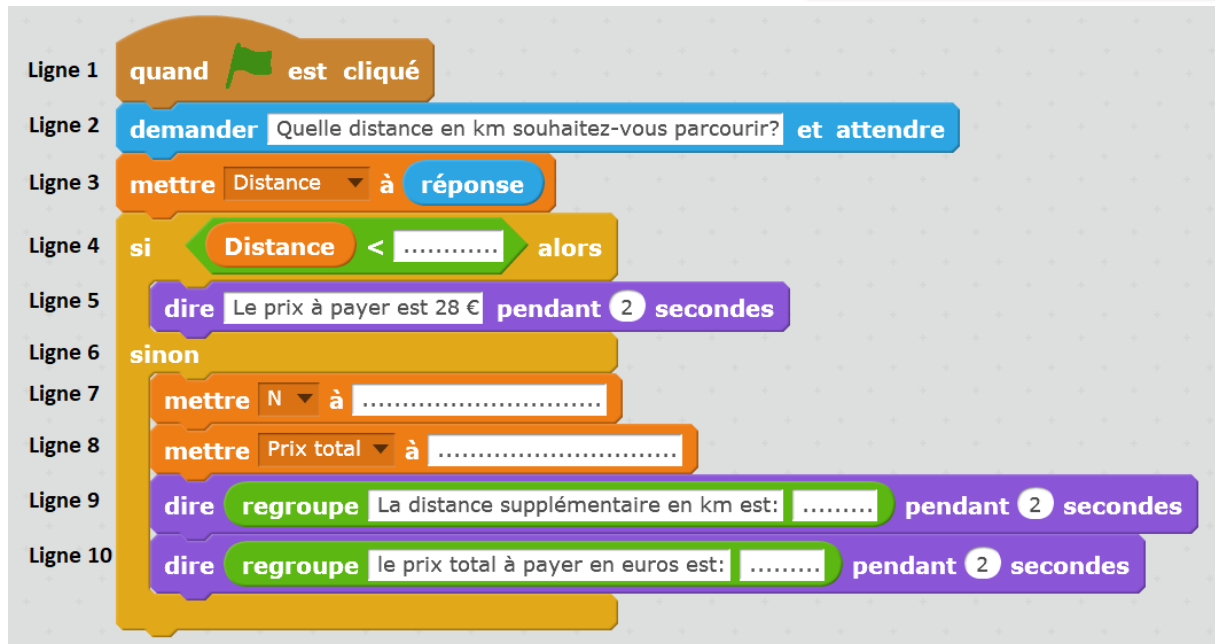 Ligne 1 quand est cliqué
Ligne 2 demander Quelle distance en km souhaitez-vous parcourir? et attendre
Ligne 3 mettre Distance à réponse
Ligne 4 si Distance < ............ alors
Ligne 5 dire Le prix à payer est 28 € pendant 2 secondes
Ligne 6 sinon
Ligne 7 mettre N à ..............................
Ligne 8 mettre Prix total à ..............................
Ligne 9 dire regroupe La distance supplémentaire en km est: ......... pendant 2 secondes
Ligne 10 dire regroupe le prix total à payer en euros est: ......... pendant 2 secondes